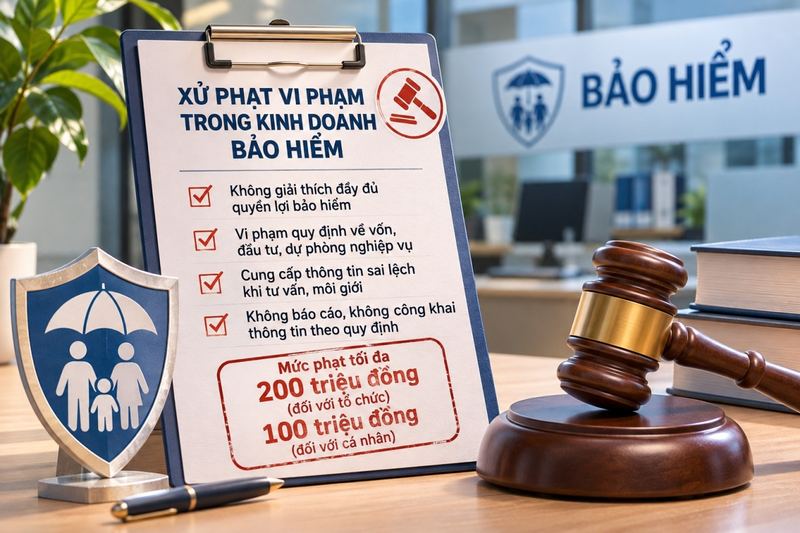 XỬ PHẠT VI PHẠM
TRONG KINH DOANH
BẢO HIỂM
Không giải thích đầy đủ
quyền lợi bảo hiểm
Vi phạm quy định về vốn,
đầu tư, dự phòng nghiệp vụ
Cung cấp thông tin sai lệch
khi tư vấn, môi giới
Không báo cáo, không công khai
thông tin theo quy định
Mức phạt tối đa
200 triệu đồng
(đối với tổ chức)
100 triệu đồng
(đối với cá nhân)
BẢO HIỂM